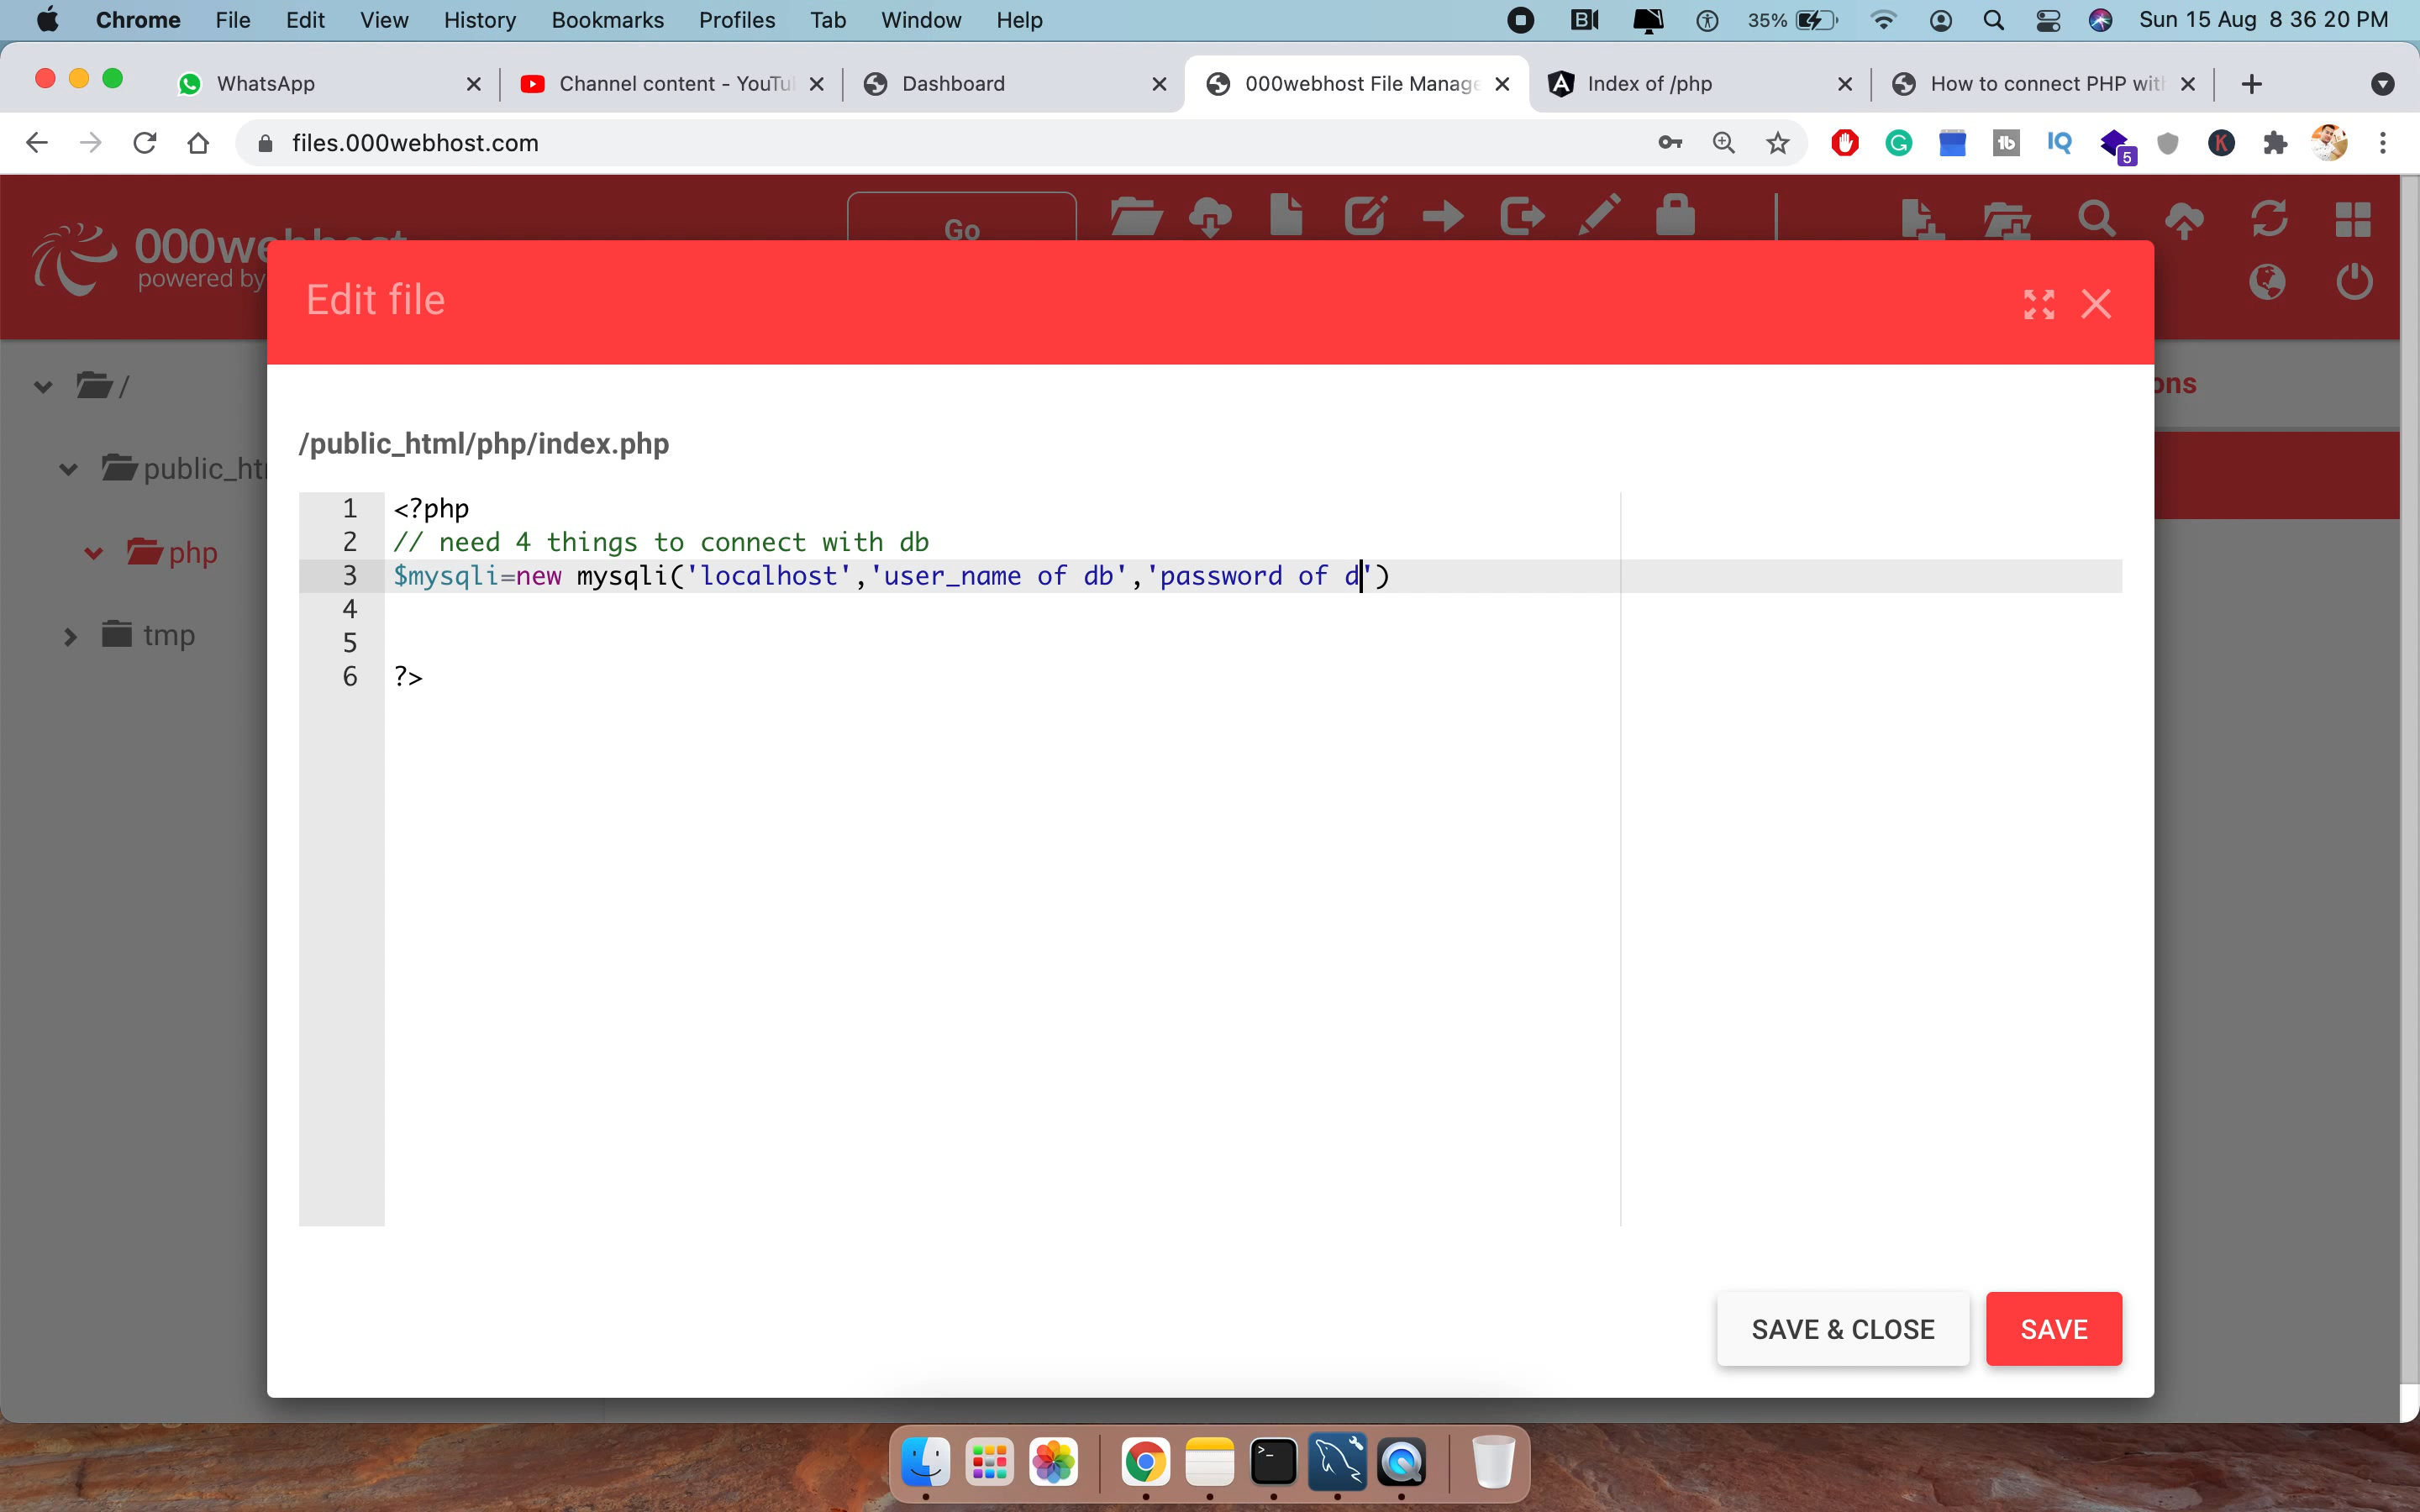 Chrome File Edit View History Bookmarks Profiles Tab Window Help 35% Sun 15 Aug 8 36 20 PM
WhatsApp Channel content - YouTu Dashboard 000webhost File Manage Index of /php How to connect PHP wit
files.000webhost.com IQ 5 K
Go
000we
powered by
Edit file
ons
/
/public_html/php/index.php
public_ht
php
tmp
1 <?php
2 // need 4 things to connect with db
3 $mysqli=new mysqli('localhost','user_name of db','password of d')
4
5
6 ?>
SAVE & CLOSE SAVE